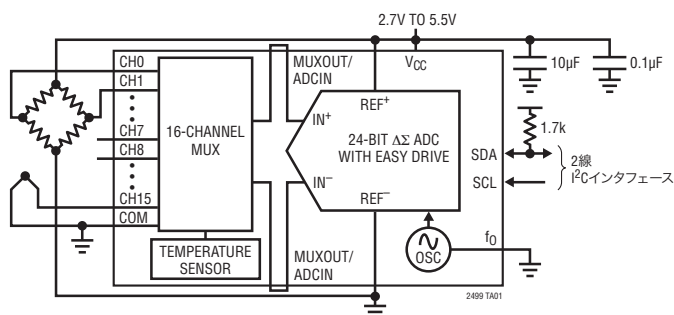 2.7V TO 5.5V
CH0
CH1
CH7
CH8
CH15
COM
16-CHANNEL
MUX
TEMPERATURE
SENSOR
MUXOUT/
ADCIN
MUXOUT/
ADCIN
VCC
REF+
IN+
24-BIT ΔΣ ADC
WITH EASY DRIVE
IN–
REF–
OSC
fO
SDA
SCL
10µF
0.1µF
1.7k
2線
I2Cインタフェース
2499 TA01